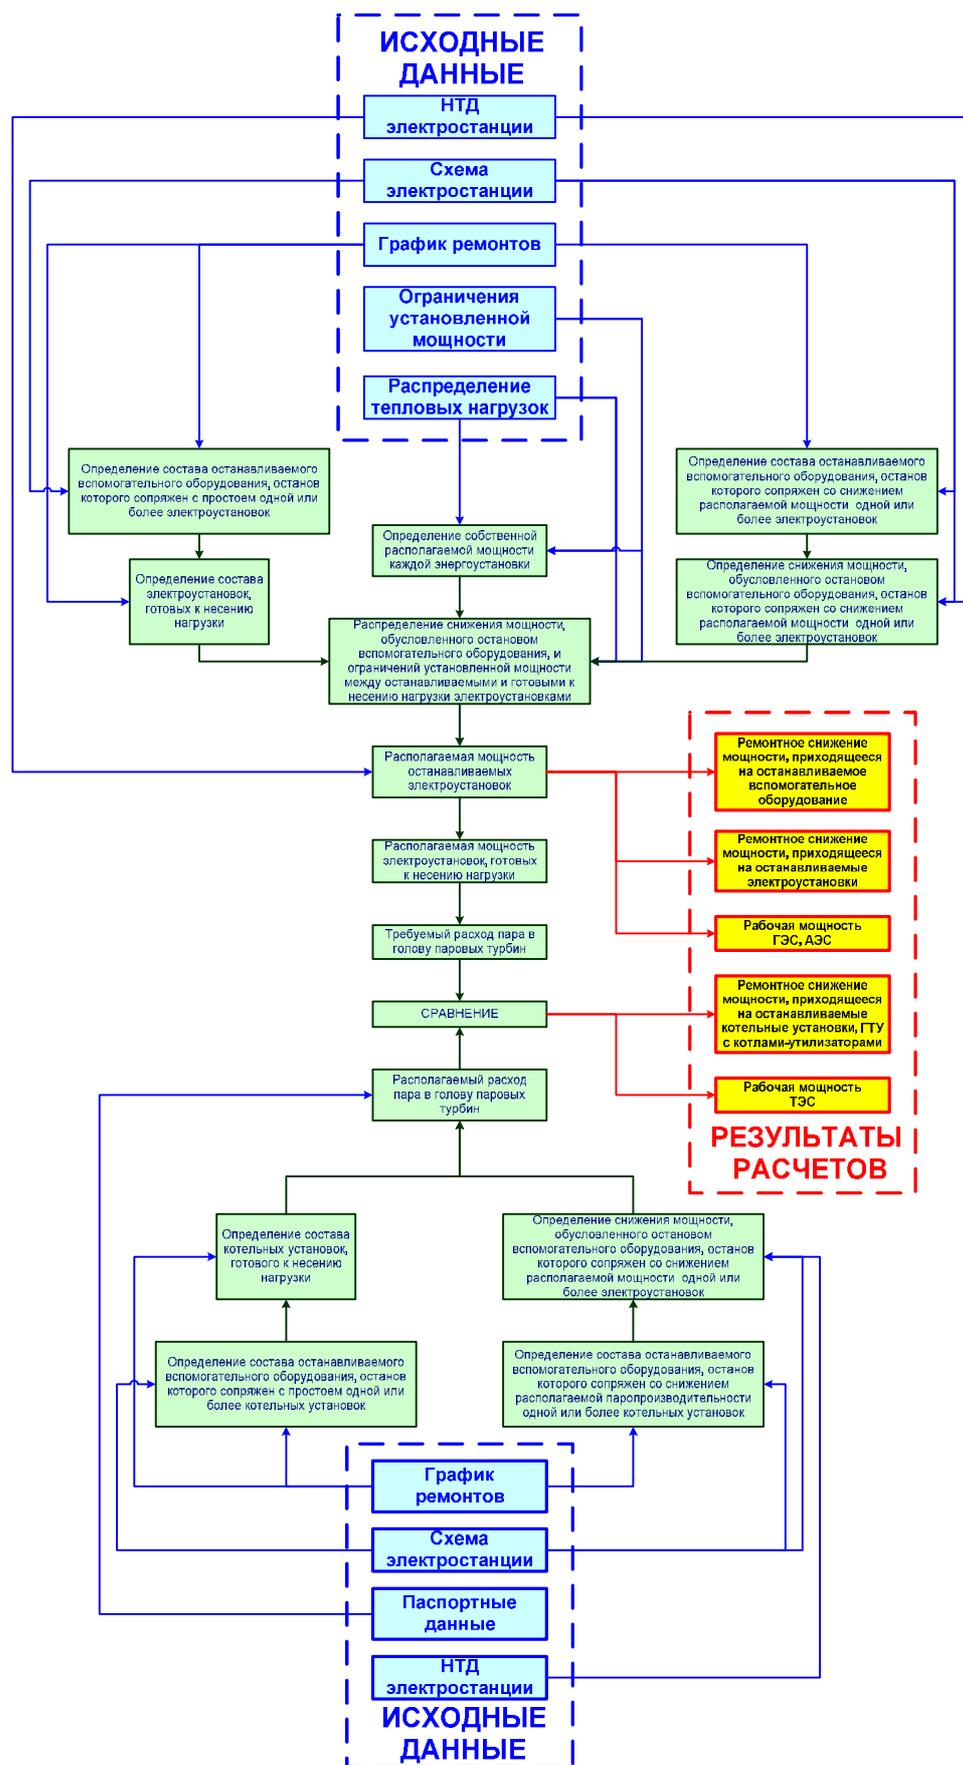 ИСХОДНЫЕ
ДАННЫЕ
НТД
электростанции
Схема
электростанции
График ремонтов
Ограничения
установленной
мощности
Распределение
тепловых нагрузок
Определение состава останавливаемого
вспомогательного оборудования, останов
которого сопряжен с простоем одной или
более электроустановок
Определение состава останавливаемого
вспомогательного оборудования, останов
которого сопряжен со снижением
располагаемой мощности одной или
более электроустановок
Определение собственной
располагаемой мощности
каждой энергоустановки
Определение состава
электроустановок,
готовых к несению
нагрузки
Определение снижения мощности,
обусловленного остановом
вспомогательного оборудования, останов
которого сопряжен со снижением
располагаемой мощности одной или
более электроустановок
Распределение снижения мощности,
обусловленного остановом
вспомогательного оборудования, и
ограничений установленной мощности
между останавливаемыми и готовыми к
несению нагрузки электроустановками
Располагаемая мощность
останавливаемых
электроустановок
Ремонтное снижение
мощности, приходящееся
на останавливаемое
вспомогательное
оборудование
Располагаемая мощность
электроустановок, готовых
к несению нагрузки
Ремонтное снижение
мощности, приходящееся
на останавливаемые
электроустановки
Требуемый расход пара в
голову паровых турбин
Рабочая мощность
ГЭС, АЭС
СРАВНЕНИЕ
Ремонтное снижение
мощности, приходящееся
на останавливаемые
котельные установки, ГТУ
с котлами-утилизаторами
Располагаемый расход
пара в голову паровых
турбин
Рабочая мощность
ТЭС
РЕЗУЛЬТАТЫ
РАСЧЕТОВ
Определение состава
котельных установок,
готового к несению
нагрузки
Определение снижения мощности,
обусловленного остановом
вспомогательного оборудования, останов
которого сопряжен со снижением
располагаемой мощности одной или
более электроустановок
Определение состава останавливаемого
вспомогательного оборудования, останов
которого сопряжен с простоем одной или
более котельных установок
Определение состава останавливаемого
вспомогательного оборудования, останов
которого сопряжен со снижением
располагаемой паропроизводительности
одной или более котельных установок
График
ремонтов
Схема
электростанции
Паспортные
данные
НТД
электростанции
ИСХОДНЫЕ
ДАННЫЕ